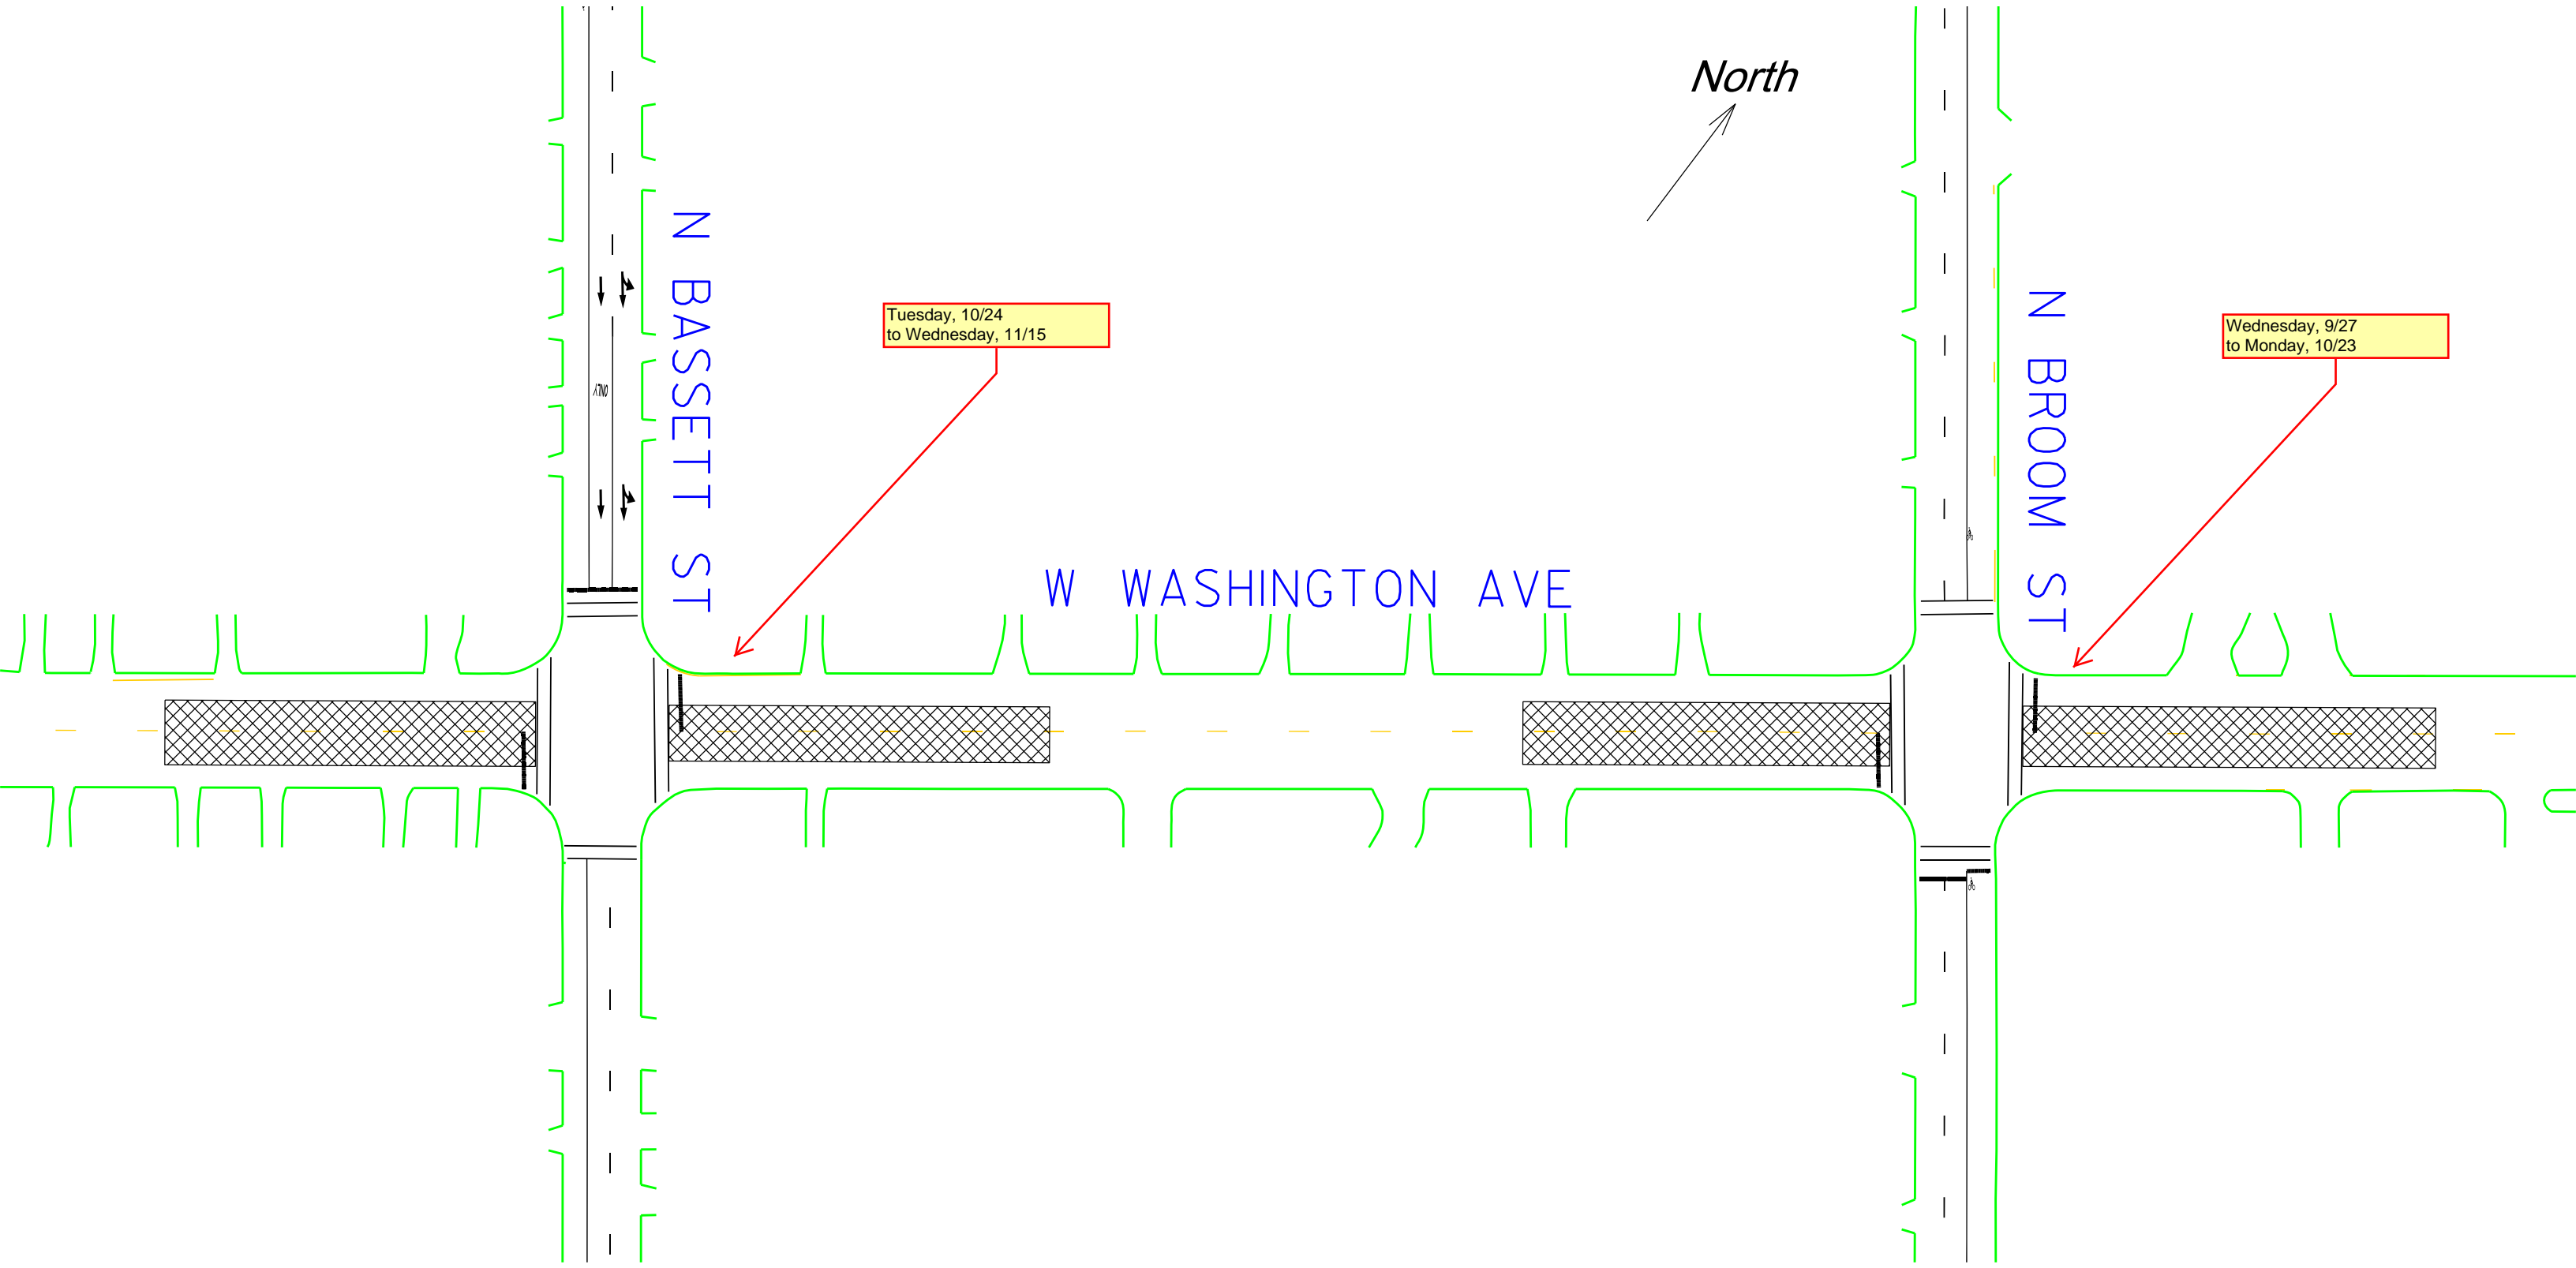 North
N BASSETT ST
Tuesday, 10/24
to Wednesday, 11/15
N BROOM ST
Wednesday, 9/27
to Monday, 10/23
ONLY
W WASHINGTON AVE